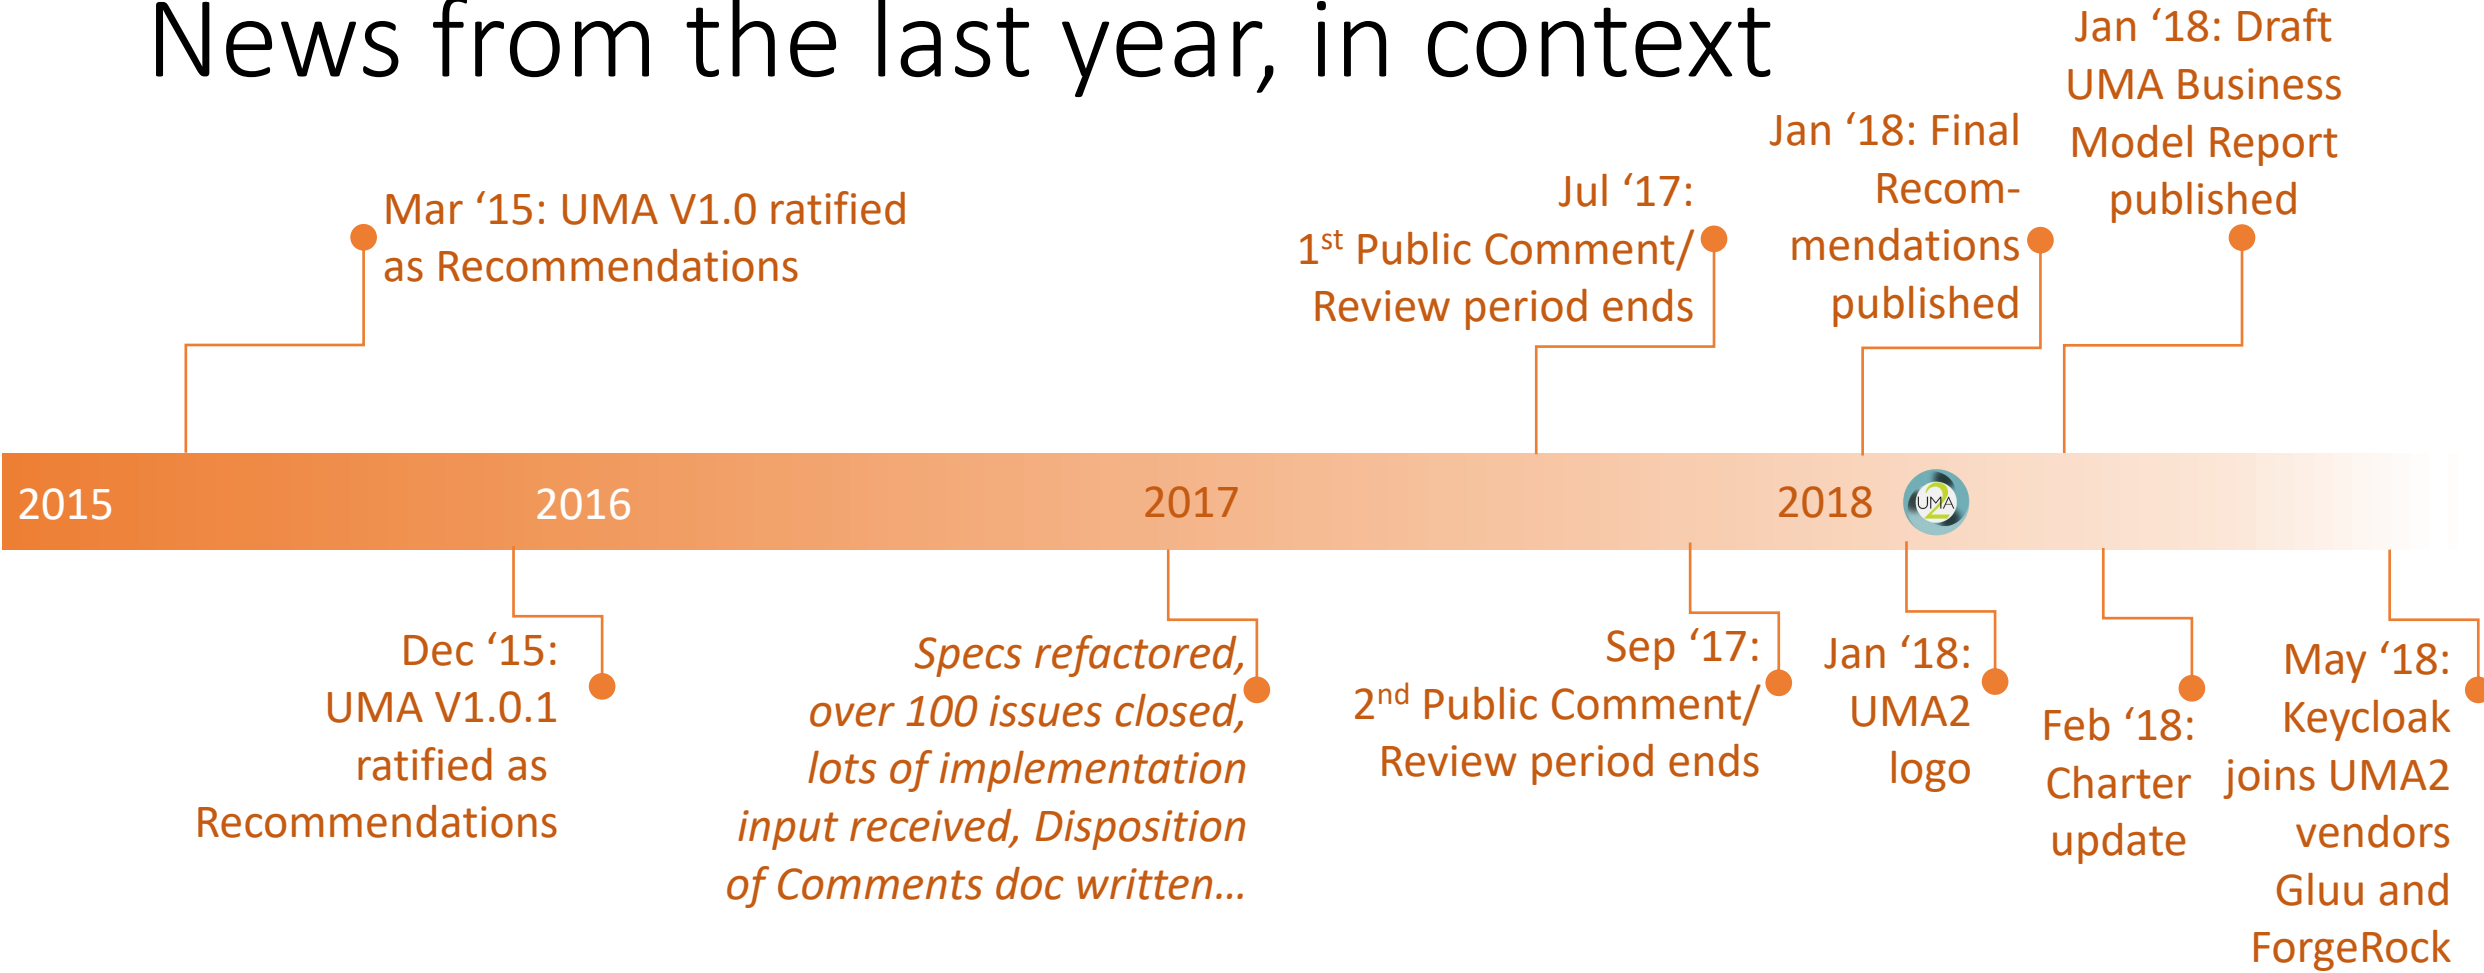 News from the last year, in context
Mar ‘15: UMA V1.0 ratified
as Recommendations
Jul ‘17:
1st Public Comment/
Review period ends
Jan ‘18: Final
Recom-
mendations
published
Jan ‘18: Draft
UMA Business
Model Report
published
2015
2016
2017
2018
UMA
2
Dec ‘15:
UMA V1.0.1
ratified as
Recommendations
Specs refactored,
over 100 issues closed,
lots of implementation
input received, Disposition
of Comments doc written…
Sep ‘17:
2nd Public Comment/
Review period ends
Jan ‘18:
UMA2
logo
Feb ‘18:
Charter
update
May ‘18:
Keycloak
joins UMA2
vendors
Gluu and
ForgeRock